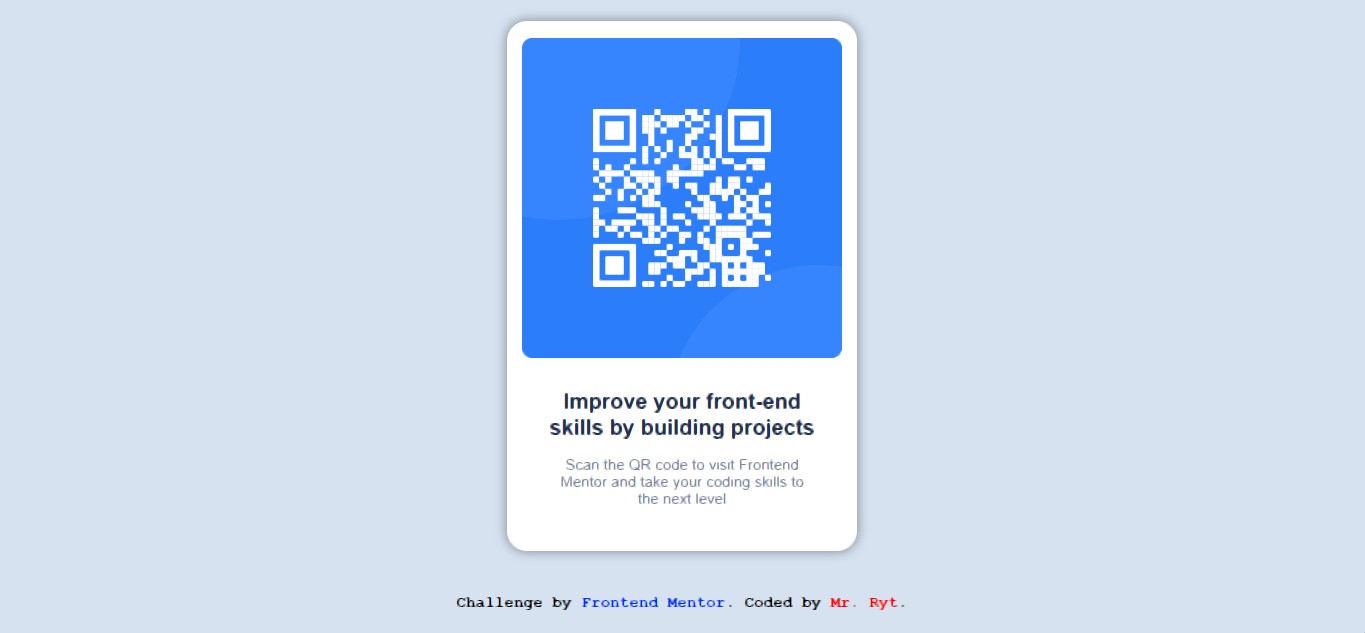 Improve your front-end
skills by building projects
Scan the QR code to visit Frontend
Mentor and take your coding skills to
the next level
Challenge by Frontend Mentor. Coded by Mr. Ryt.